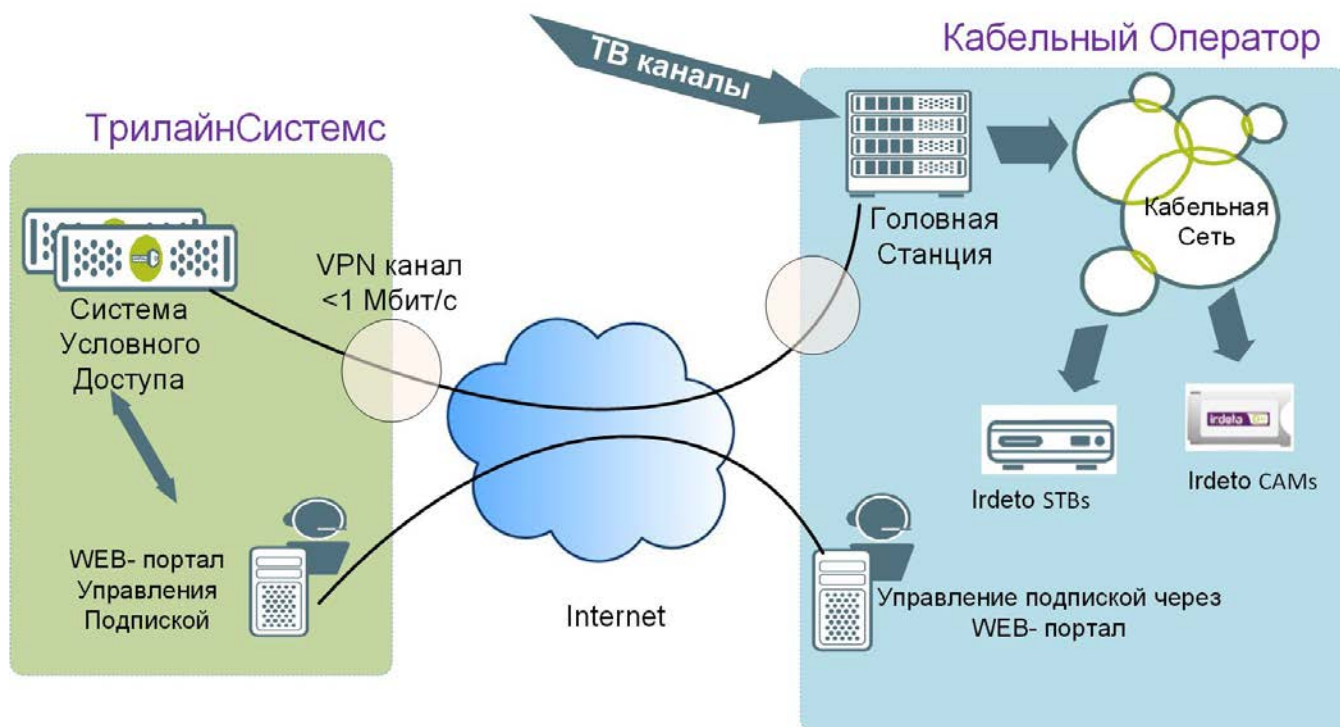 ТВ каналы
Кабельный Оператор
ТрилайнСистемс
Головная
Станция
Кабельная
Сеть
VPN канал
<1 Мбит/с
Система
Условного
Доступа
irdeto
Irdeto STBs
Irdeto CAMs
WEB- портал
Управления
Подпиской
Internet
Управление подпиской через
WEB- портал